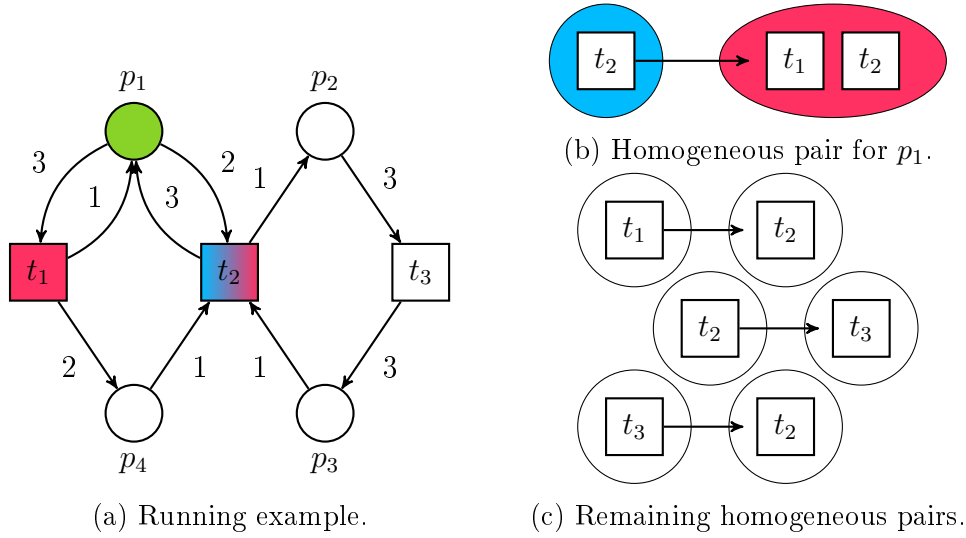 p₁
p₂
3
1
3
2
1
3
t₁
t₂
t₃
2
1
1
3
p₄
p₃
(a) Running example.
t₂
t₁
t₂
(b) Homogeneous pair for p₁.
t₁
t₂
t₂
t₃
t₃
t₂
(c) Remaining homogeneous pairs.